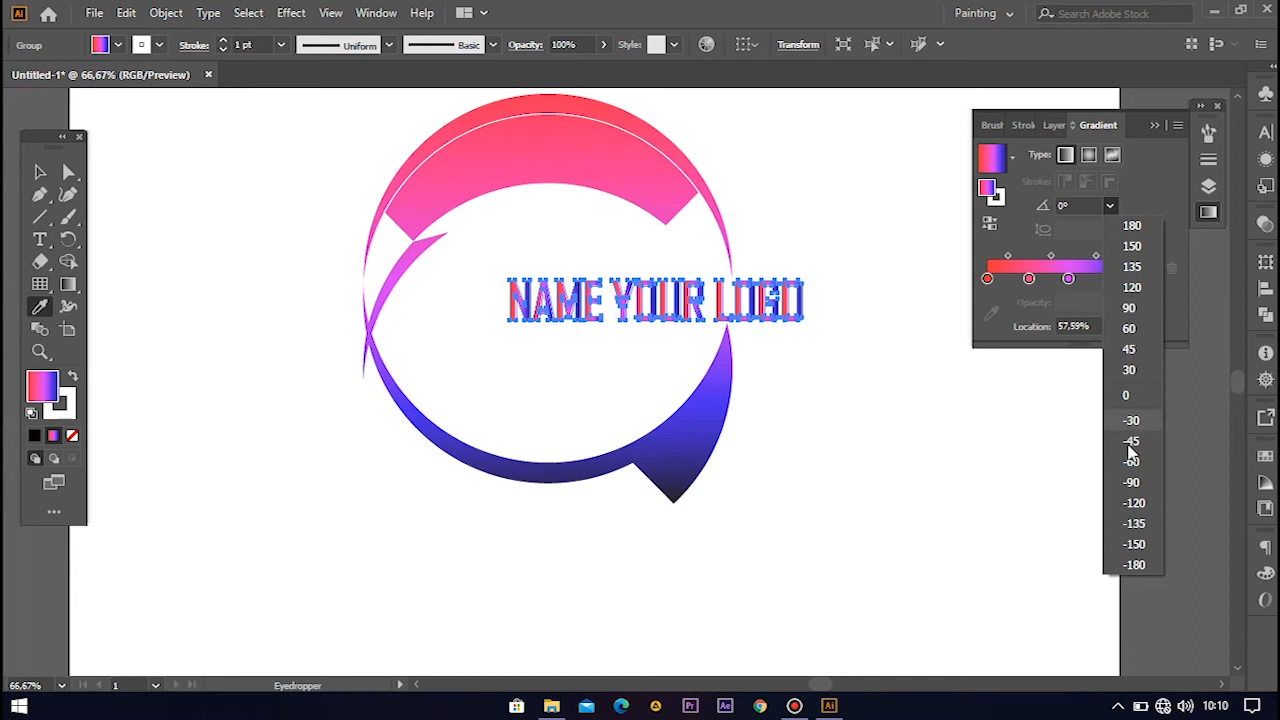 File Edit Object Type Select Effect View Window Help
Painting
Search Adobe Stock
Group
Stroke:
1 pt
Uniform
Basic
Opacity:
100%
Style:
Transform
Untitled-1* @ 66,67% (RGB/Preview)
NAME YOUR LOGO
Brush
Strok
Layer
Gradient
Type:
Strokes:
0°
Opacity:
Location:
57,59%
180
150
135
120
90
60
45
30
0
-30
-45
-60
-90
-120
-135
-150
-180
66,67%
1
Eyedropper
10:10